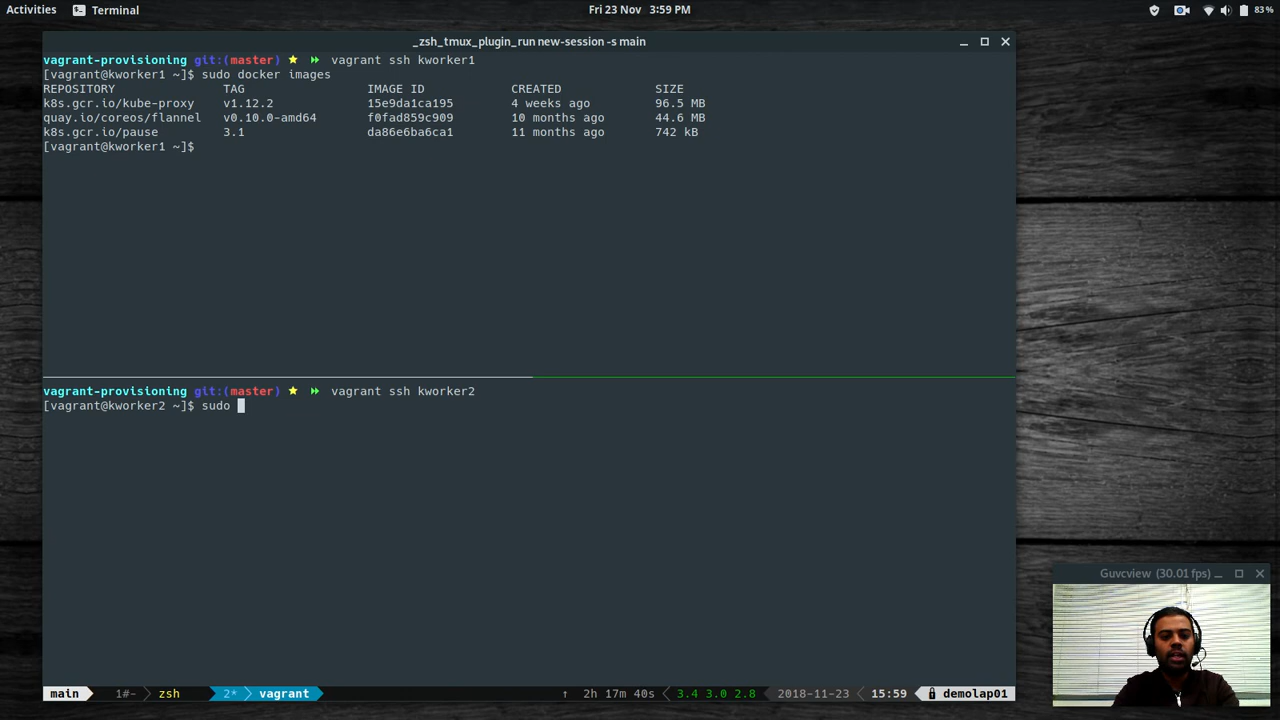 Activities Terminal Fri 23 Nov 3:59 PM 83%
_zsh_tmux_plugin_run new-session -s main
vagrant-provisioning git:(master) ★ vagrant ssh kworker1
[vagrant@kworker1 ~]$ sudo docker images
REPOSITORY TAG IMAGE ID CREATED SIZE
k8s.gcr.io/kube-proxy v1.12.2 15e9da1ca195 4 weeks ago 96.5 MB
quay.io/coreos/flannel v0.10.0-amd64 f0fad859c909 10 months ago 44.6 MB
k8s.gcr.io/pause 3.1 da86e6ba6ca1 11 months ago 742 kB
[vagrant@kworker1 ~]$
vagrant-provisioning git:(master) ★ vagrant ssh kworker2
[vagrant@kworker2 ~]$ sudo
Guvcview (30.01 fps)
main 1#- zsh 2* vagrant ↑ 2h 17m 40s 3.4 3.0 2.8 2018-11-23 15:59 demolap01